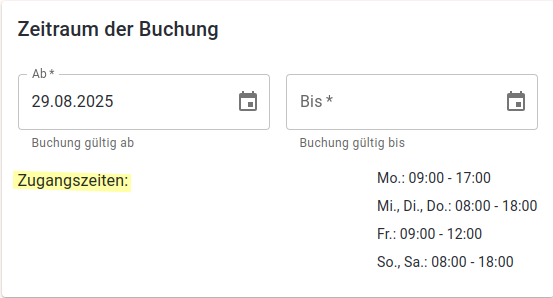 Zeitraum der Buchung
Ab *
29.08.2025
Bis *
Buchung gültig ab
Buchung gültig bis
Zugangszeiten:
Mo.: 09:00 - 17:00
Mi., Di., Do.: 08:00 - 18:00
Fr.: 09:00 - 12:00
So., Sa.: 08:00 - 18:00